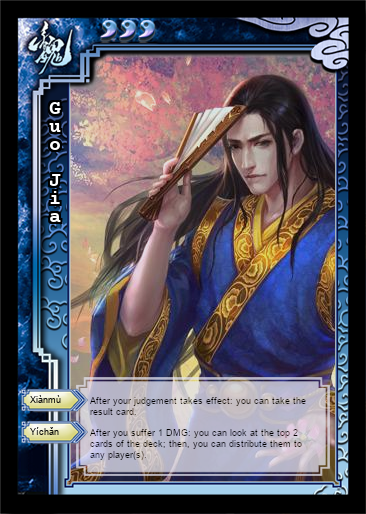 魏
Guo Jia
Xiànmù
After your judgement takes effect: you can take the
result card.
Yíchǎn
After you suffer 1 DMG: you can look at the top 2
cards of the deck; then, you can distribute them to
any player(s).